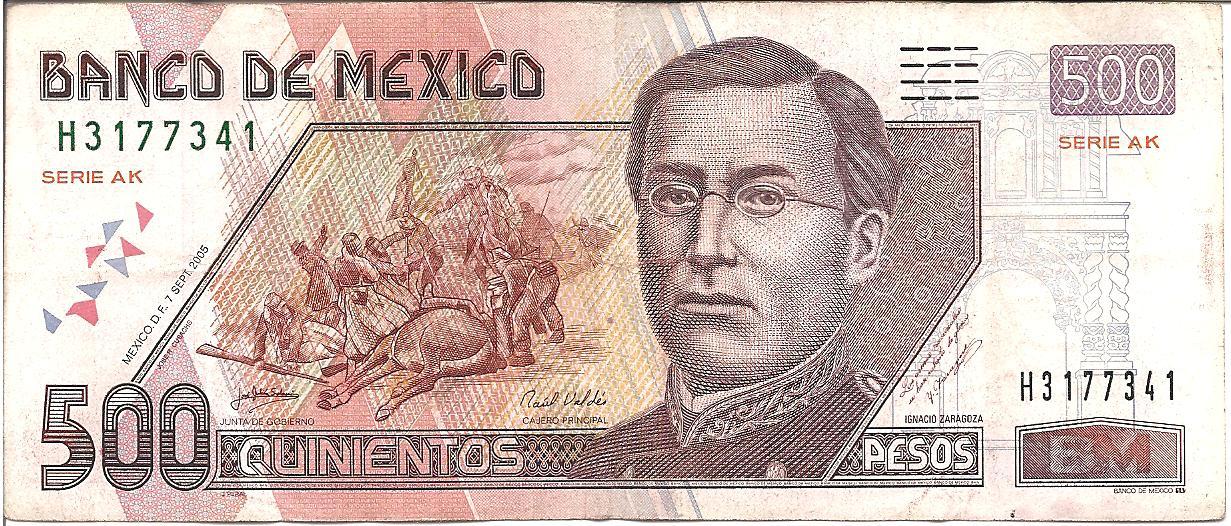 BANCO DE MEXICO
H3177341
SERIE AK
500
SERIE AK
MEXICO, D. F. 7 SEPT. 2005
500
JUNTA DE GOBIERNO
Raúl Valdés
CAJERO PRINCIPAL
IGNACIO ZARAGOZA
H3177341
QUINIENTOS
PESOS
BM
BANCO DE MEXICO